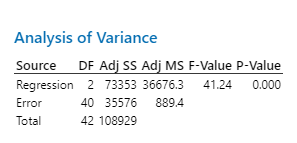 Analysis of Variance
Source DF Adj SS Adj MS F-Value P-Value
Regression 2 73353 36676.3 41.24 0.000
Error 40 35576 889.4
Total 42 108929